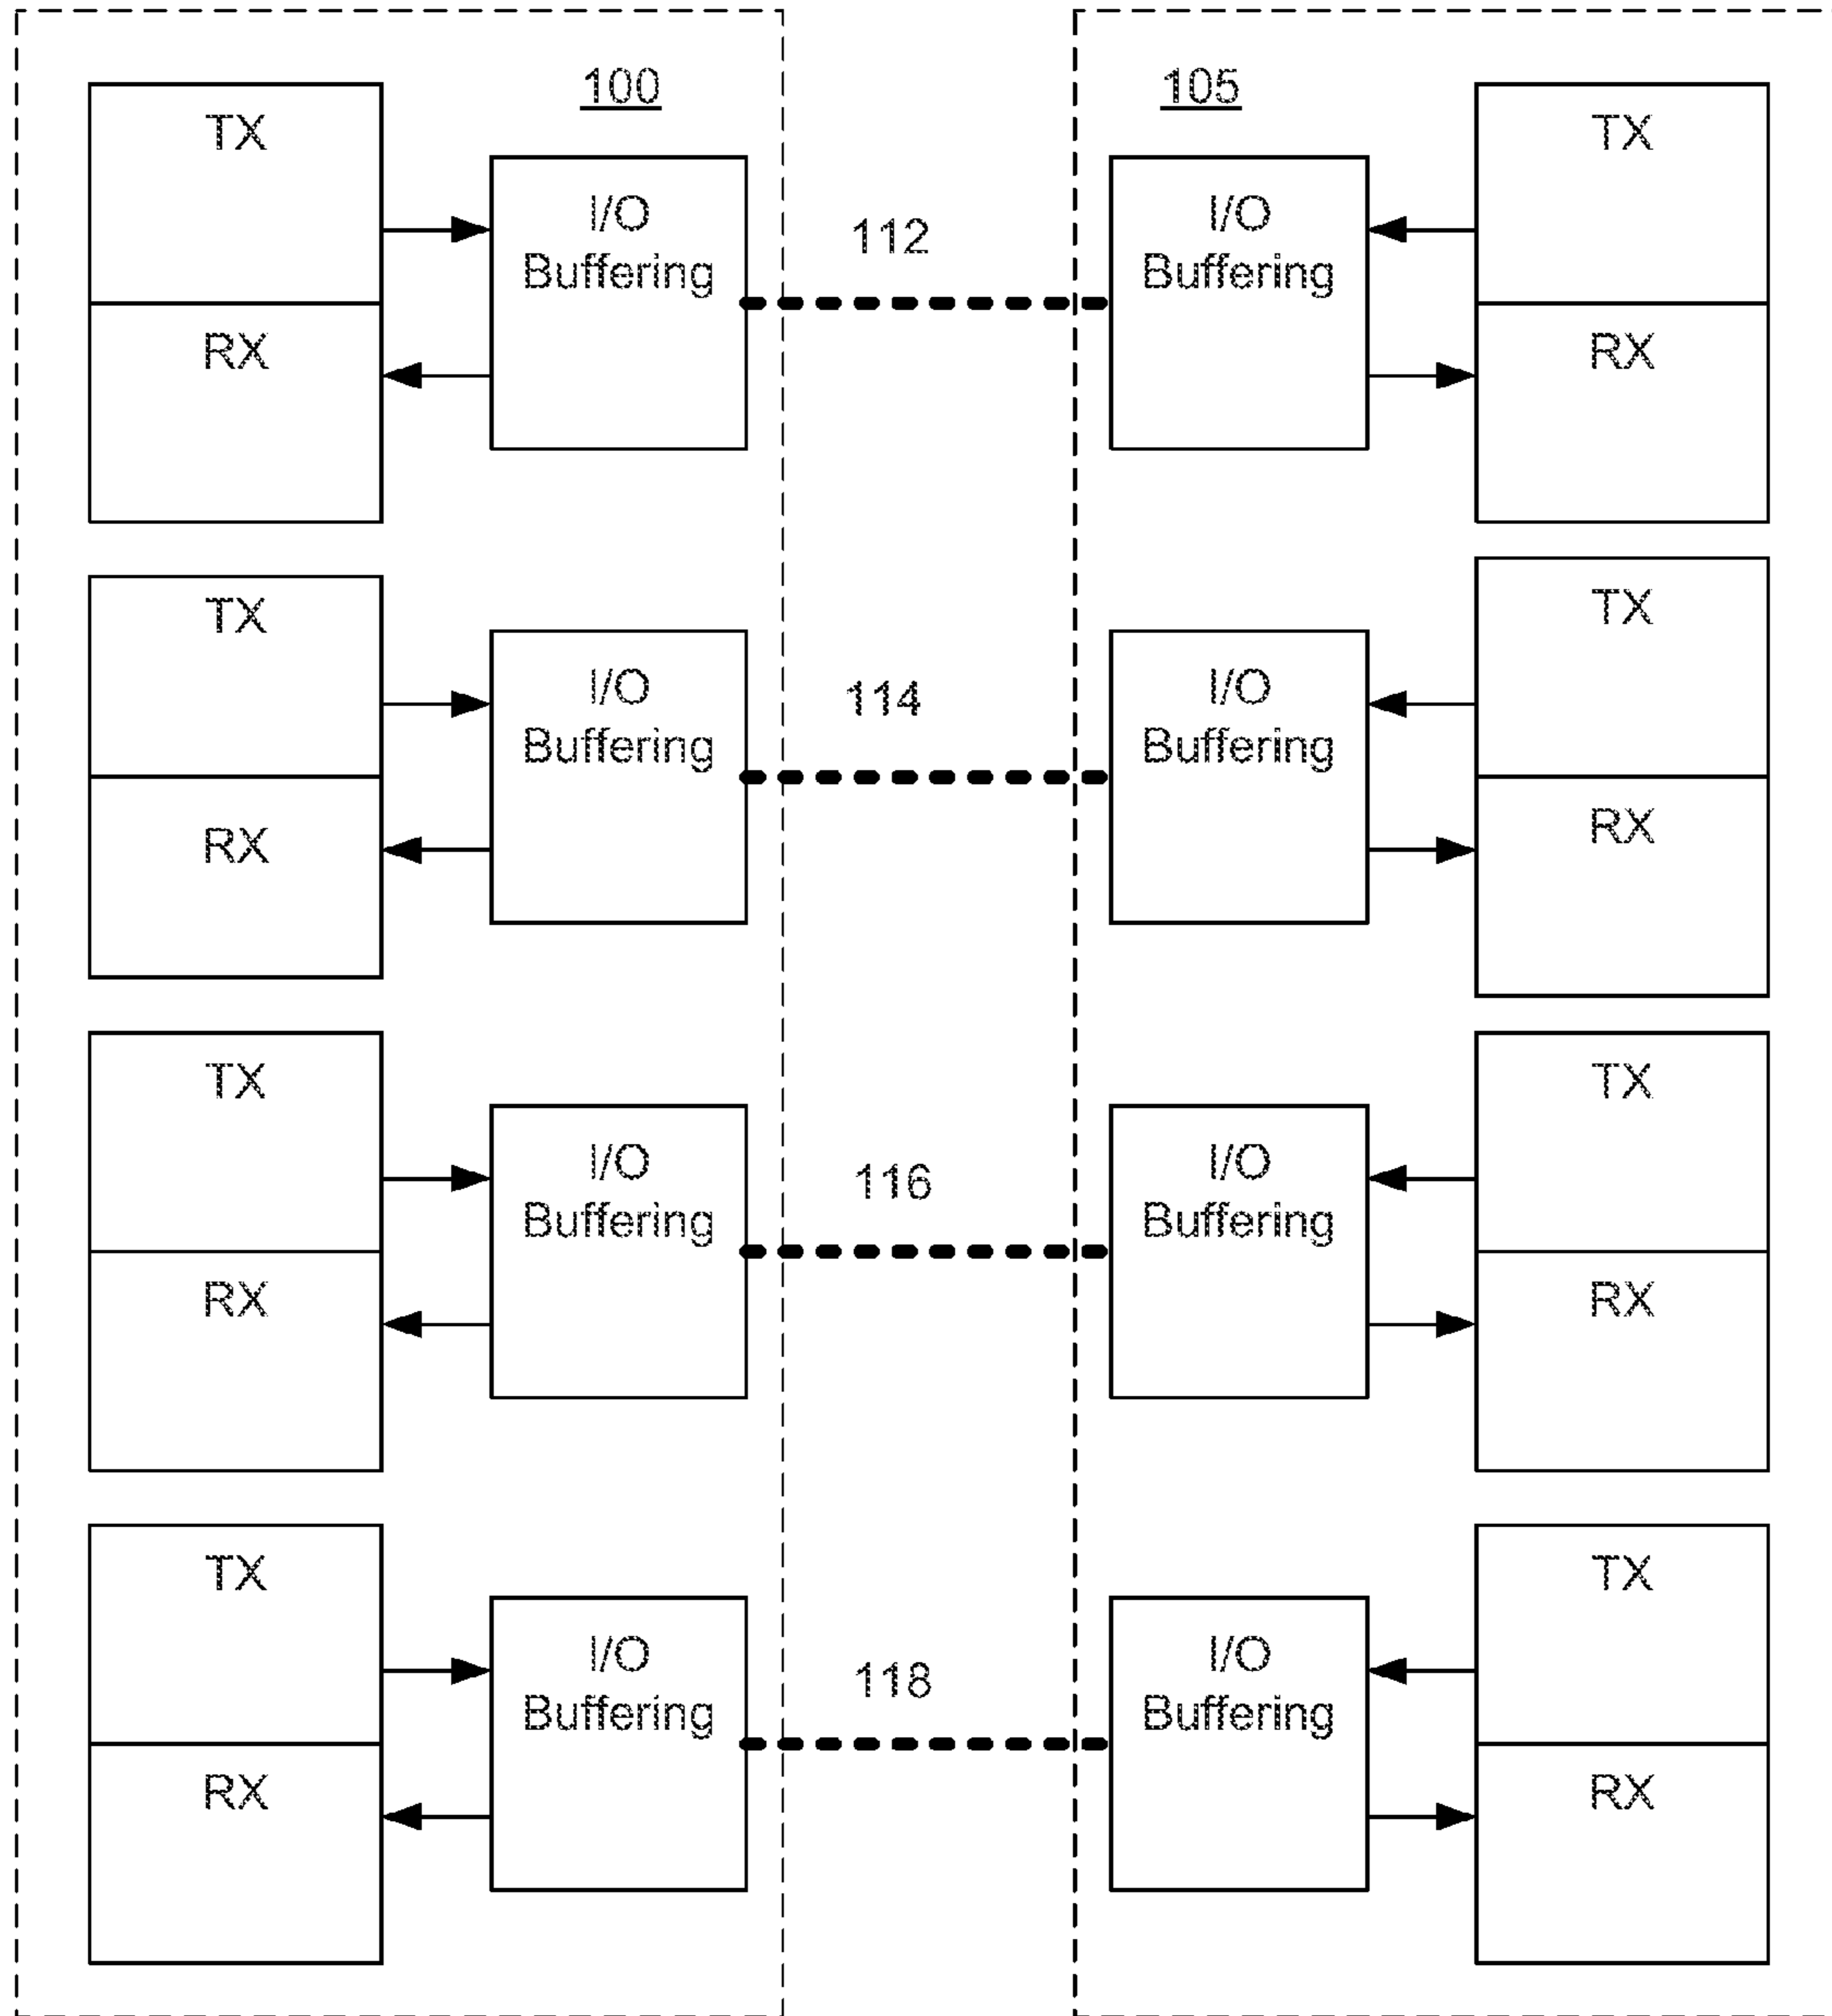 100
105
TX
I/O
Buffering
RX
112
I/O
Buffering
TX
RX
TX
I/O
Buffering
RX
114
I/O
Buffering
TX
RX
TX
I/O
Buffering
RX
116
I/O
Buffering
TX
RX
TX
I/O
Buffering
RX
118
I/O
Buffering
TX
RX